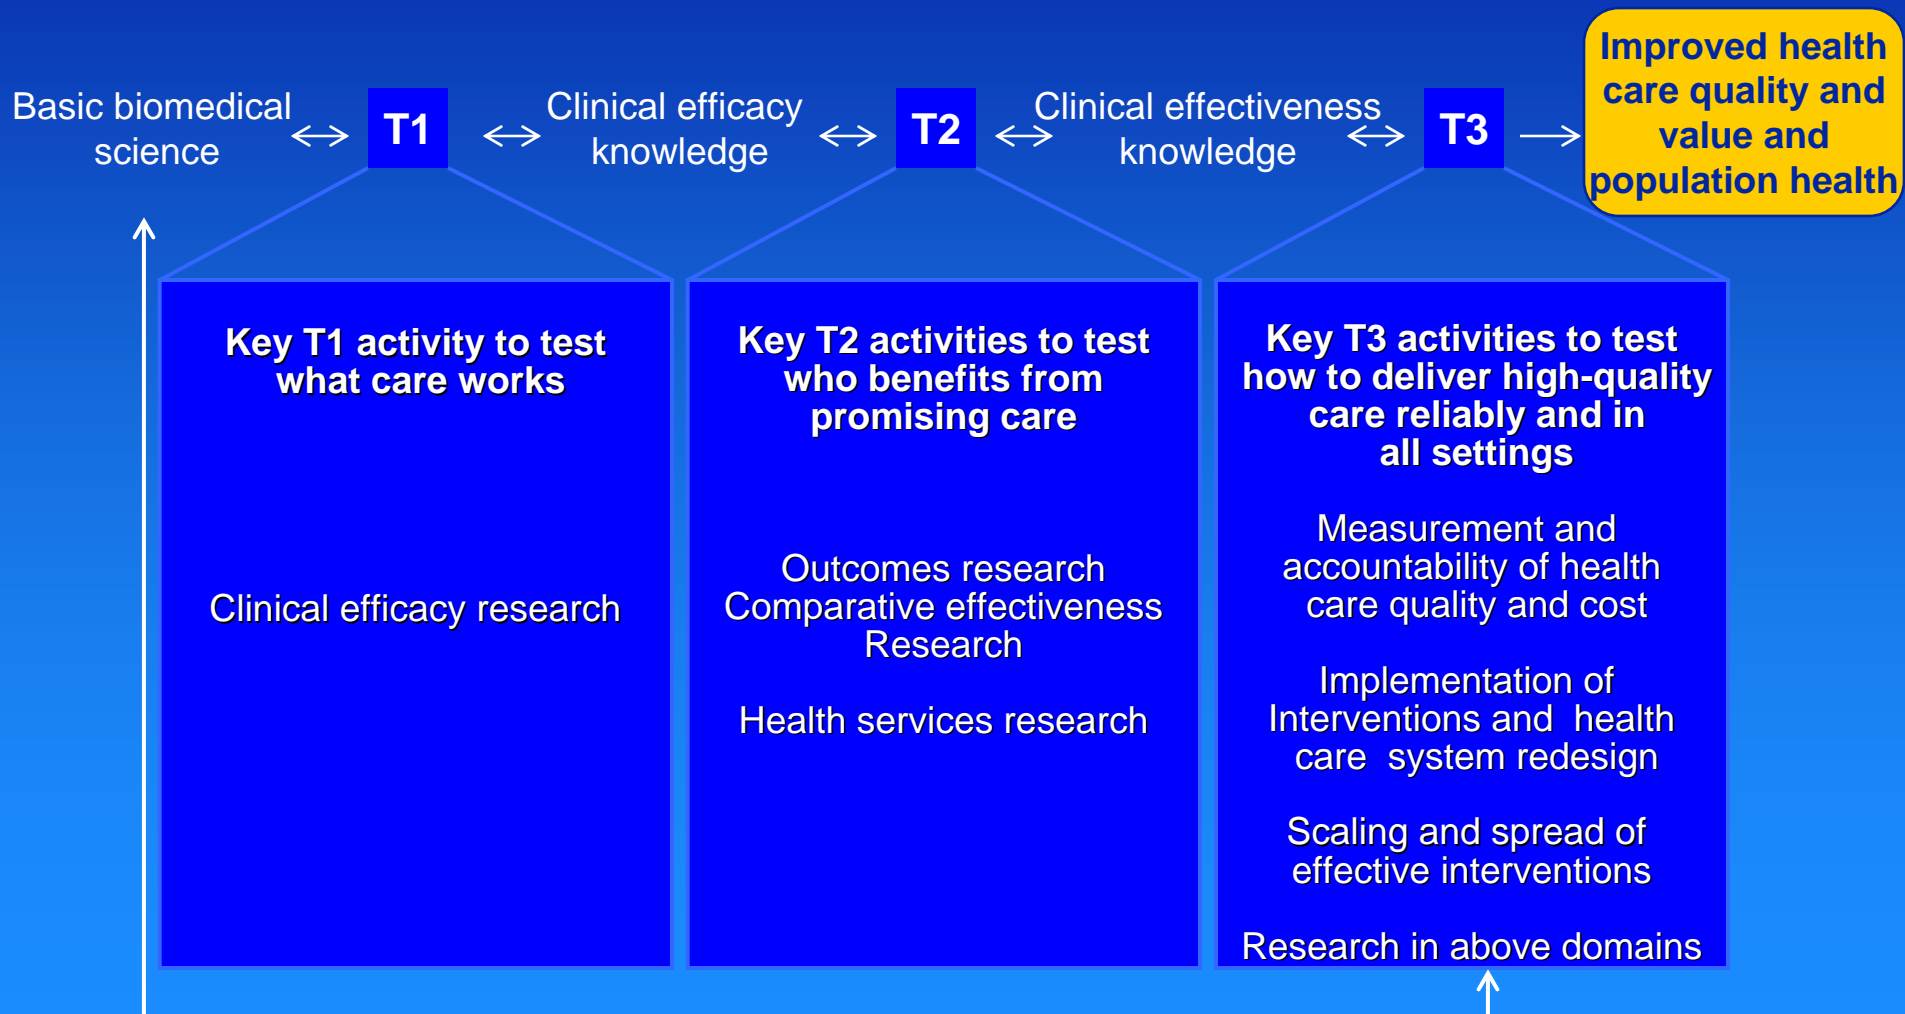 Basic biomedical
science
T1
Clinical efficacy
knowledge
T2
Clinical effectiveness
knowledge
T3
Improved health
care quality and
value and
population health
Key T1 activity to test
what care works
Clinical efficacy research
Key T2 activities to test
who benefits from
promising care
Outcomes research
Comparative effectiveness
Research
Health services research
Key T3 activities to test
how to deliver high-quality
care reliably and in
all settings
Measurement and
accountability of health
care quality and cost
Implementation of
Interventions and health
care system redesign
Scaling and spread of
effective interventions
Research in above domains